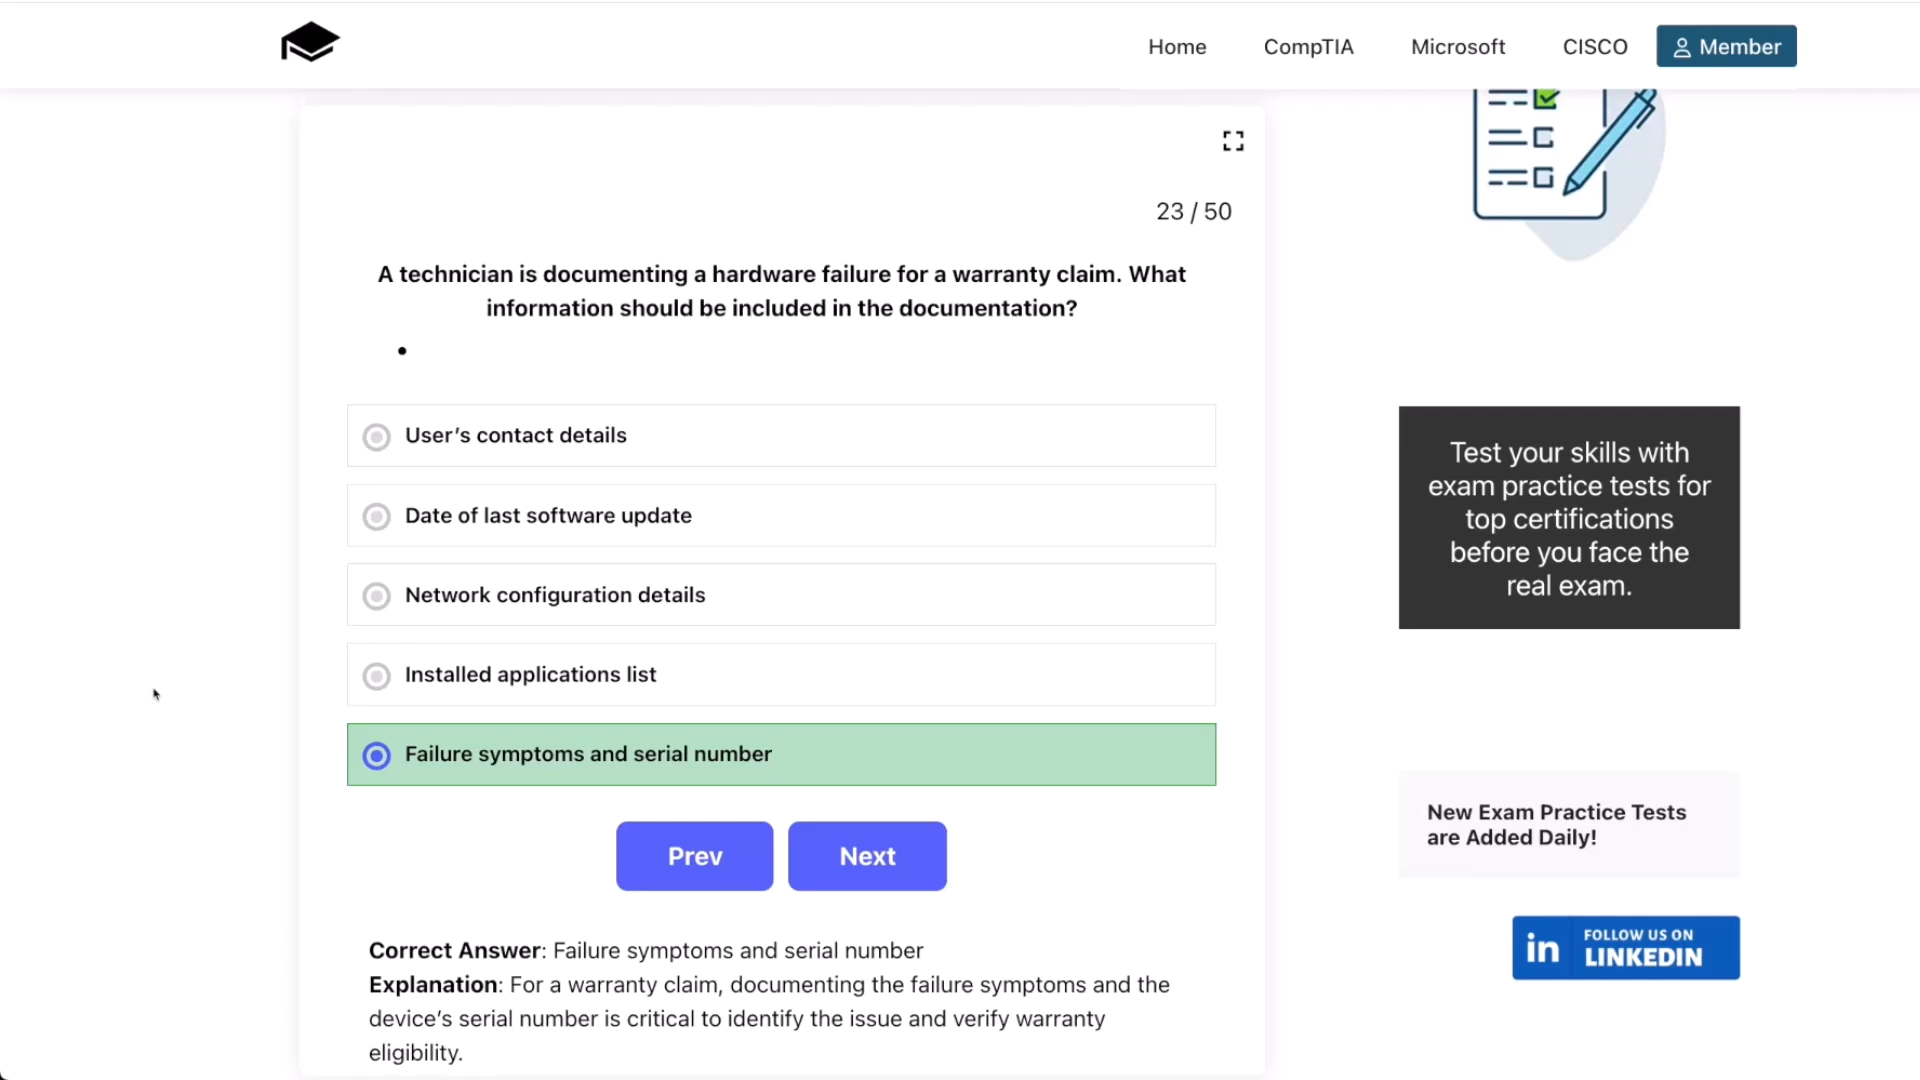 Home CompTIA Microsoft CISCO Member
23 / 50
A technician is documenting a hardware failure for a warranty claim. What
information should be included in the documentation?
User's contact details
Date of last software update
Network configuration details
Installed applications list
Failure symptoms and serial number
Prev Next
Correct Answer: Failure symptoms and serial number
Explanation: For a warranty claim, documenting the failure symptoms and the
device's serial number is critical to identify the issue and verify warranty
eligibility.
Test your skills with
exam practice tests for
top certifications
before you face the
real exam.
New Exam Practice Tests
are Added Daily!
in FOLLOW US ON
LINKEDIN